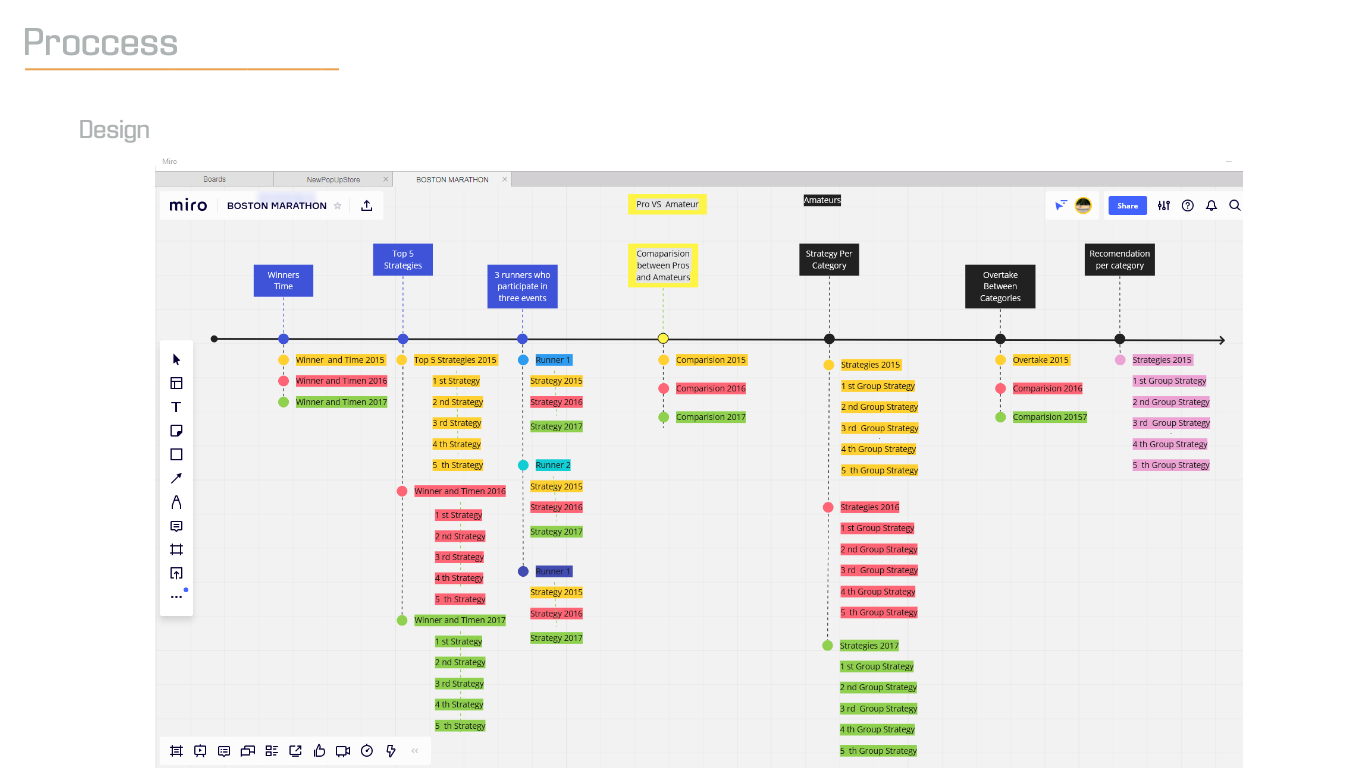 Proccess
Design
Miro
Boards
NewPopUpStore
BOSTON MARATHON
miro
BOSTON MARATHON
Pro VS Amateur
Amateurs
Share
Winners
Time
Top 5
Strategies
3 runners who
participate in
three events
Comaparision
between Pros
and Amateurs
Strategy Per
Category
Overtake
Between
Categories
Recomendation
per category
Winner and Time 2015
Winner and Timen 2016
Winner and Timen 2017
Top 5 Strategies 2015
1 st Strategy
2 nd Strategy
3 rd Strategy
4 th Strategy
5 th Strategy
Winner and Timen 2016
1 st Strategy
2 nd Strategy
3 rd Strategy
4 th Strategy
5 th Strategy
Winner and Timen 2017
1 st Strategy
2 nd Strategy
3 rd Strategy
4 th Strategy
5 th Strategy
Runner 1
Strategy 2015
Strategy 2016
Strategy 2017
Runner 2
Strategy 2015
Strategy 2016
Strategy 2017
Runner 1
Strategy 2015
Strategy 2016
Strategy 2017
Comparision 2015
Comparision 2016
Comparision 2017
Strategies 2015
1 st Group Strategy
2 nd Group Strategy
3 rd Group Strategy
4 th Group Strategy
5 th Group Strategy
Strategies 2016
1 st Group Strategy
2 nd Group Strategy
3 rd Group Strategy
4 th Group Strategy
5 th Group Strategy
Strategies 2017
1 st Group Strategy
2 nd Group Strategy
3 rd Group Strategy
4 th Group Strategy
5 th Group Strategy
Overtake 2015
Comparision 2016
Comparision 20157
Strategies 2015
1 st Group Strategy
2 nd Group Strategy
3 rd Group Strategy
4 th Group Strategy
5 th Group Strategy